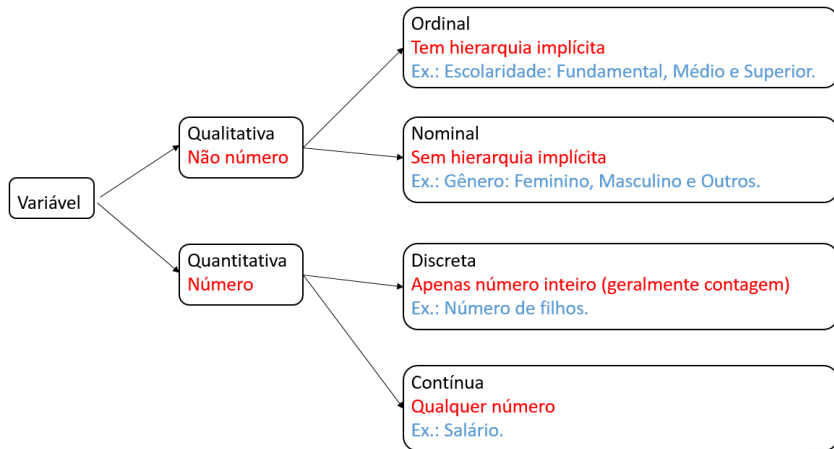 Variável
Qualitativa
Não número
Quantitativa
Número
Ordinal
Tem hierarquia implícita
Ex.: Escolaridade: Fundamental, Médio e Superior.
Nominal
Sem hierarquia implícita
Ex.: Gênero: Feminino, Masculino e Outros.
Discreta
Apenas número inteiro (geralmente contagem)
Ex.: Número de filhos.
Contínua
Qualquer número
Ex.: Salário.